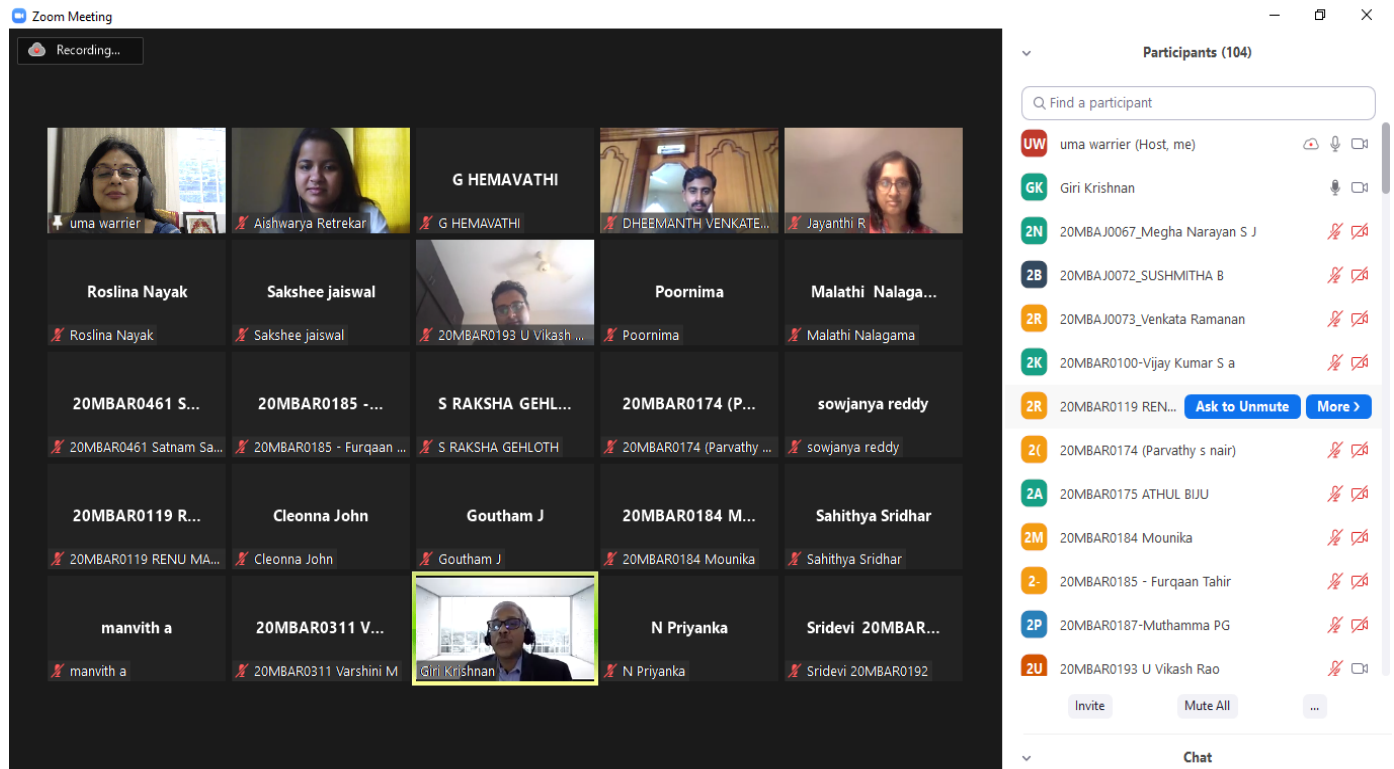 Zoom Meeting
Recording...
uma warrier
Aishwarya Retrekar
G HEMAVATHI
G HEMAVATHI
DHEEMANTH VENKATE...
Jayanthi R
Roslina Nayak
Roslina Nayak
Sakshee jaiswal
Sakshee jaiswal
20MBAR0193 U Vikash ...
Poornima
Poornima
Malathi Nalaga...
Malathi Nalagama
20MBAR0461 S...
20MBAR0461 Satnam Sa...
20MBAR0185 -...
20MBAR0185 - Furqaan ...
S RAKSHA GEHL...
S RAKSHA GEHLOTH
20MBAR0174 (P...
20MBAR0174 (Parvathy ...
sowjanya reddy
sowjanya reddy
20MBAR0119 R...
20MBAR0119 RENU MA...
Cleonna John
Cleonna John
Goutham J
Goutham J
20MBAR0184 M...
20MBAR0184 Mounika
Sahithya Sridhar
Sahithya Sridhar
manvith a
manvith a
20MBAR0311 V...
20MBAR0311 Varshini M
Giri Krishnan
N Priyanka
N Priyanka
Sridevi 20MBAR...
Sridevi 20MBAR0192
Participants (104)
Find a participant
UW uma warrier (Host, me)
GK Giri Krishnan
2N 20MBAJ0067_Megha Narayan S J
2B 20MBAJ0072_SUSHMITHA B
2R 20MBAJ0073_Venkata Ramanan
2K 20MBAR0100-Vijay Kumar S a
2R 20MBAR0119 REN... Ask to Unmute More >
2( 20MBAR0174 (Parvathy s nair)
2A 20MBAR0175 ATHUL BIJU
2M 20MBAR0184 Mounika
2- 20MBAR0185 - Furqaan Tahir
2P 20MBAR0187-Muthamma PG
2U 20MBAR0193 U Vikash Rao
Invite Mute All ...
Chat